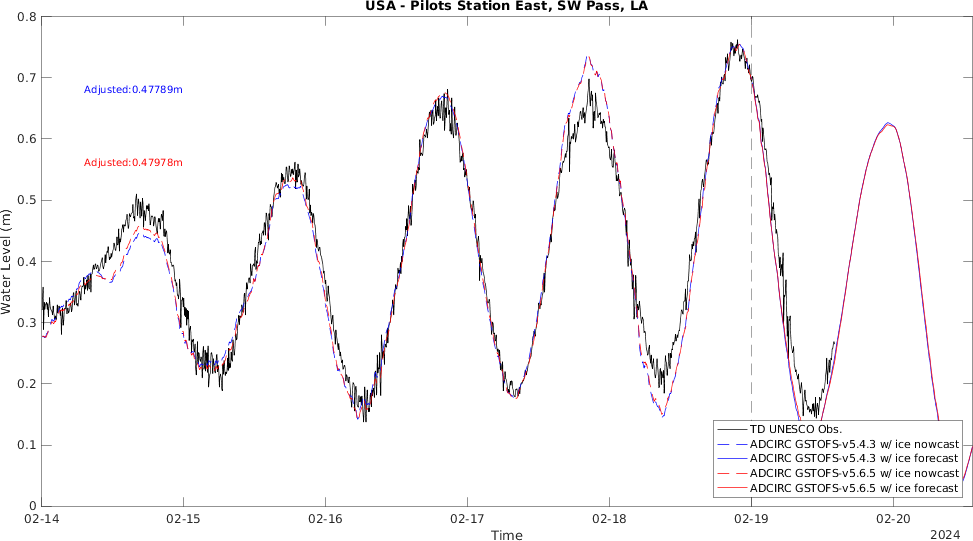 USA - Pilots Station East, SW Pass, LA
0.8
0.7
0.6
0.5
0.4
0.3
0.2
0.1
0
Water Level (m)
Adjusted:0.47789m
Adjusted:0.47978m
TD UNESCO Obs.
ADCIRC GSTOFS-v5.4.3 w/ ice nowcast
ADCIRC GSTOFS-v5.4.3 w/ ice forecast
ADCIRC GSTOFS-v5.6.5 w/ ice nowcast
ADCIRC GSTOFS-v5.6.5 w/ ice forecast
02-14 02-15 02-16 02-17 02-18 02-19 02-20
Time
2024